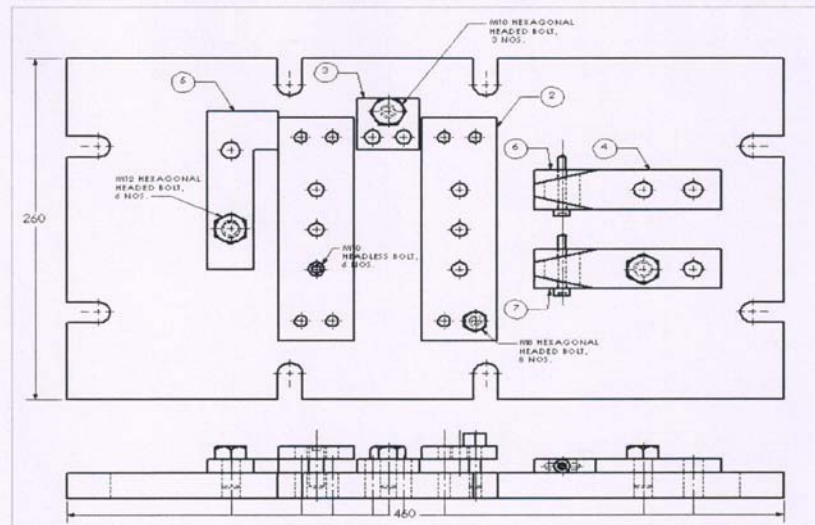 M10 HEXAGONAL
HEADED BOLT,
3 NOS.
5
3
2
6
4
M12 HEXAGONAL
HEADED BOLT,
6 NOS.
260
M10
HEADLESS BOLT,
6 NOS.
7
M8 HEXAGONAL
HEADED BOLT,
8 NOS.
460